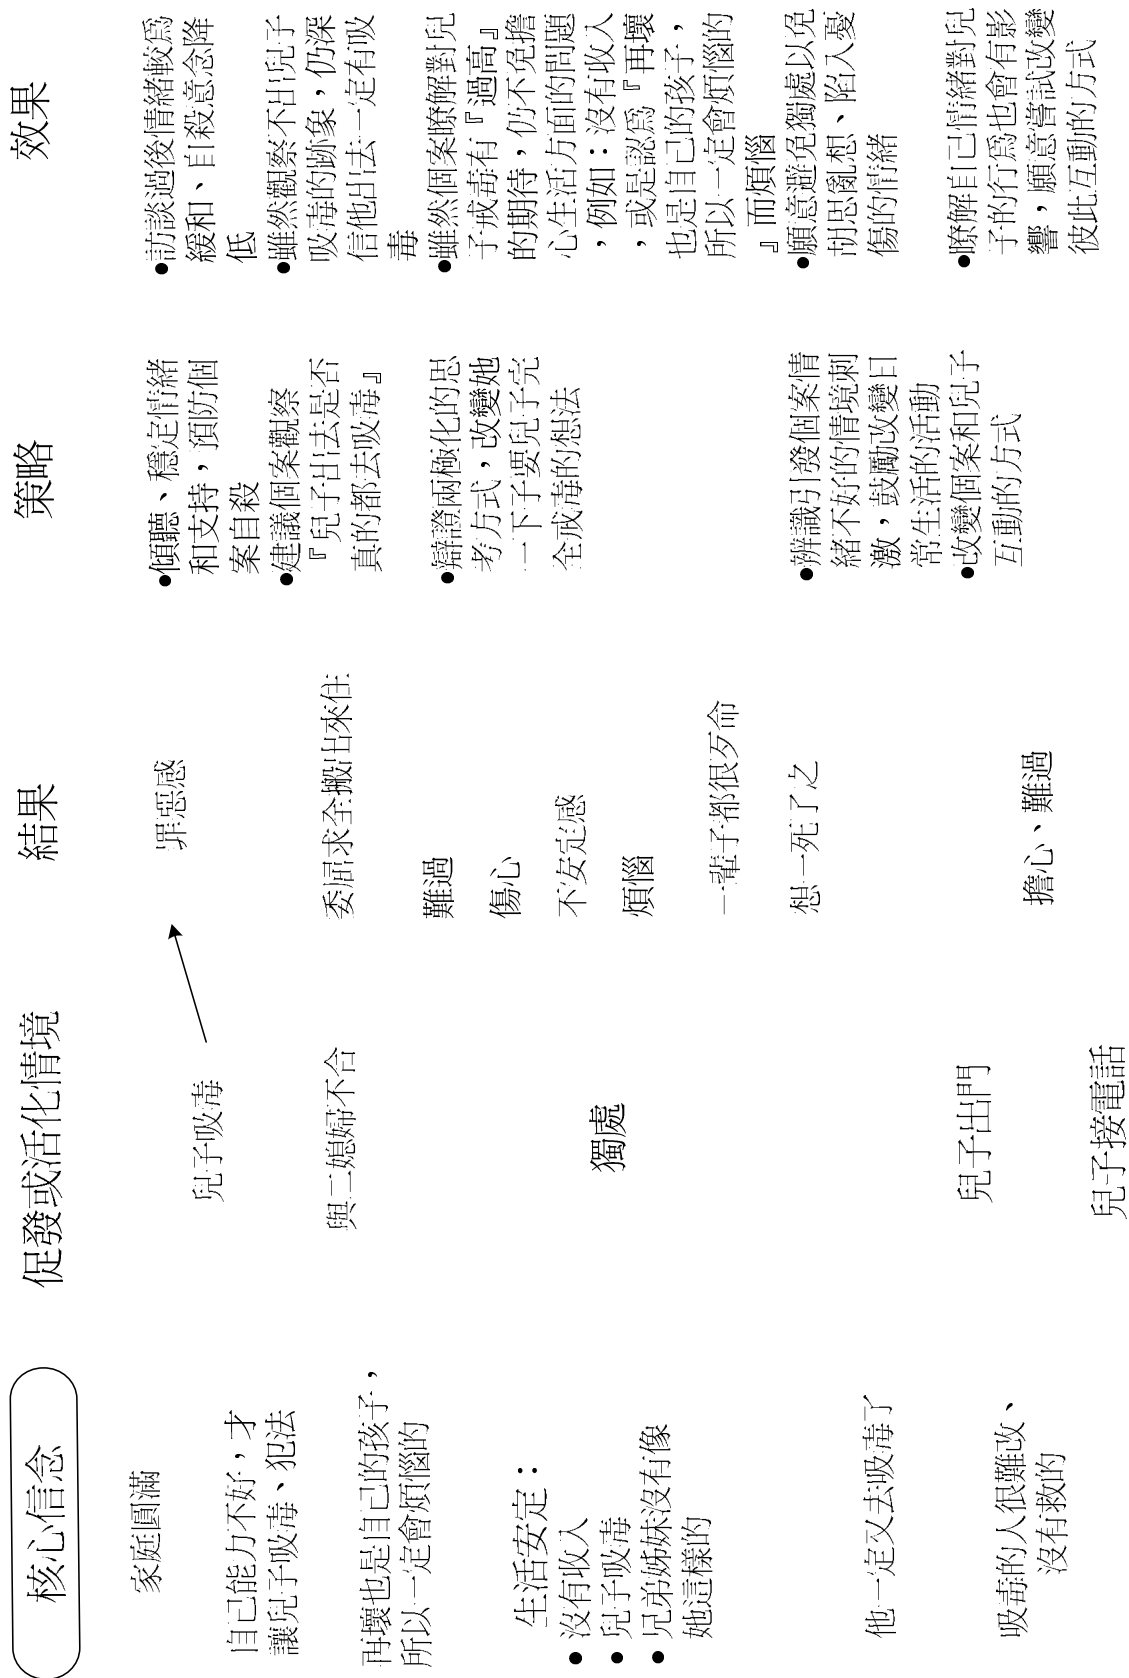 核心信念
家庭圓滿
自己能力不好，才
讓兒子吸毒、犯法
再壞也是自己的孩子，
所以一定會煩惱的
生活安定：
●沒有收入
●兒子吸毒
●兄弟姊妹沒有像
她這樣的
他一定又去吸毒了
吸毒的人很難改、
沒有救的
促發或活化情境
兒子吸毒
與二媳婦不合
獨處
兒子出門
兒子接電話
結果
罪惡感
委屈求全搬出來住
難過
傷心
不安定感
煩惱
一輩子都很歹命
想一死了之
擔心、難過
策略
●傾聽、穩定情緒
和支持，預防個
案自殺
●建議個案觀察
『兒子出去是否
真的都去吸毒』
●辯證兩極化的思
考方式，改變她
一下子要兒子完
全戒毒的想法
●辨識引發個案情
緒不好的情境刺
激，鼓勵改變日
常生活的活動
●改變個案和兒子
互動的方式
效果
●訪談過後情緒較為
緩和、自殺意念降
低
●雖然觀察不出兒子
吸毒的跡象，仍深
信他出去一定有吸
毒
●雖然個案瞭解對兒
子戒毒有『過高』
的期待，仍不免擔
心生活方面的問題
，例如：沒有收入
，或是認為『再壞
也是自己的孩子，
所以一定會煩惱的
』而煩惱
●願意避免獨處以免
胡思亂想、陷入憂
傷的情緒
●瞭解自己情緒對兒
子的行為也會有影
響，願意嘗試改變
彼此互動的方式